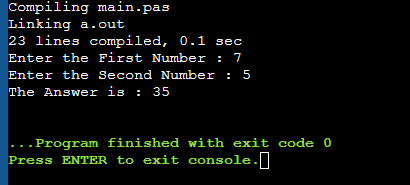 Compiling main.pas
Linking a.out
23 lines compiled, 0.1 sec
Enter the First Number : 7
Enter the Second Number : 5
The Answer is : 35
...Program finished with exit code 0
Press ENTER to exit console.